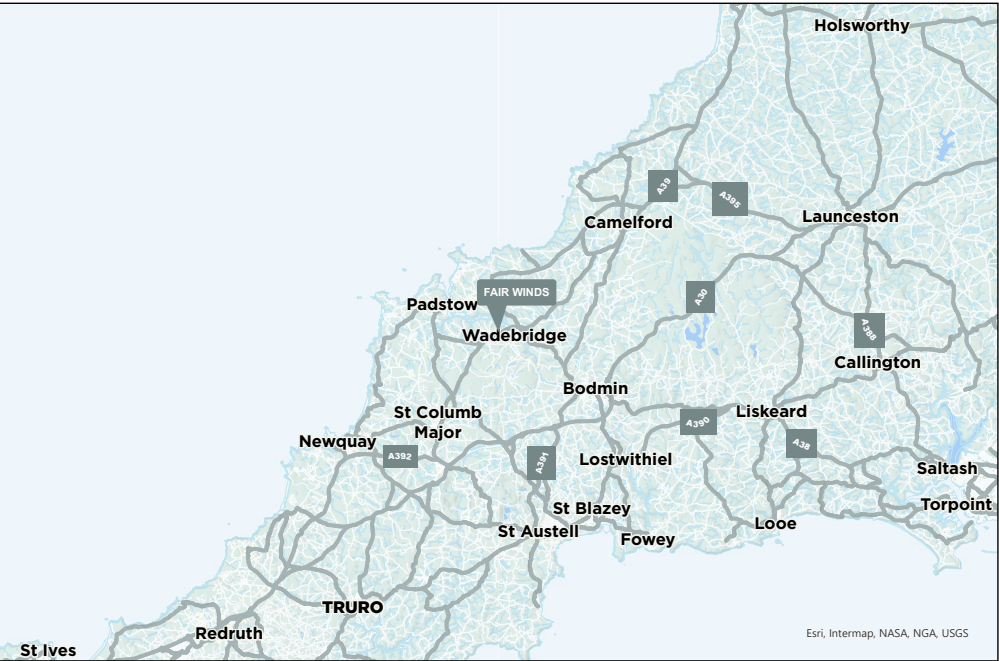 Holsworthy
A39
A395
Camelford
Launceston
FAIR WINDS
Padstow
A30
Wadebridge
A388
Callington
Bodmin
St Columb
Major
Liskeard
A390
Newquay
A392
A38
A391
Lostwithiel
Saltash
St Blazey
Torpoint
St Austell
Looe
Fowey
TRURO
Redruth
Esri, Intermap, NASA, NGA, USGS
St Ives